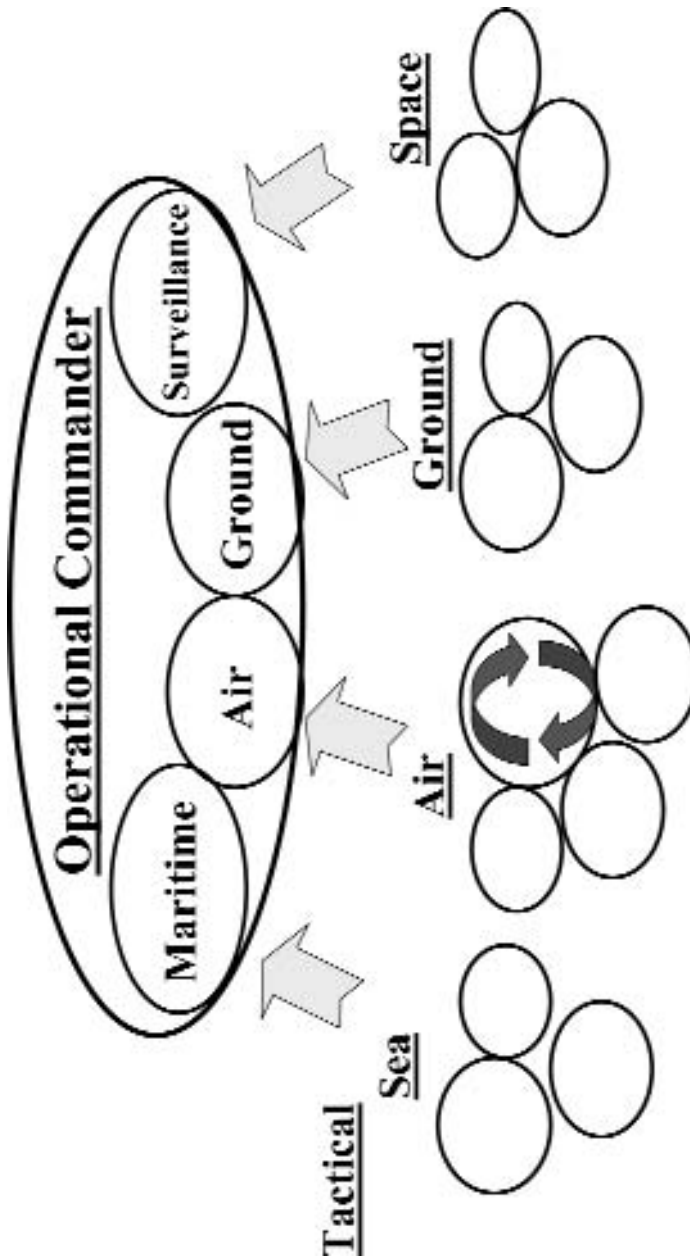 Operational Commander
Maritime
Air
Ground
Surveillance
Tactical
Sea
Air
Ground
Space